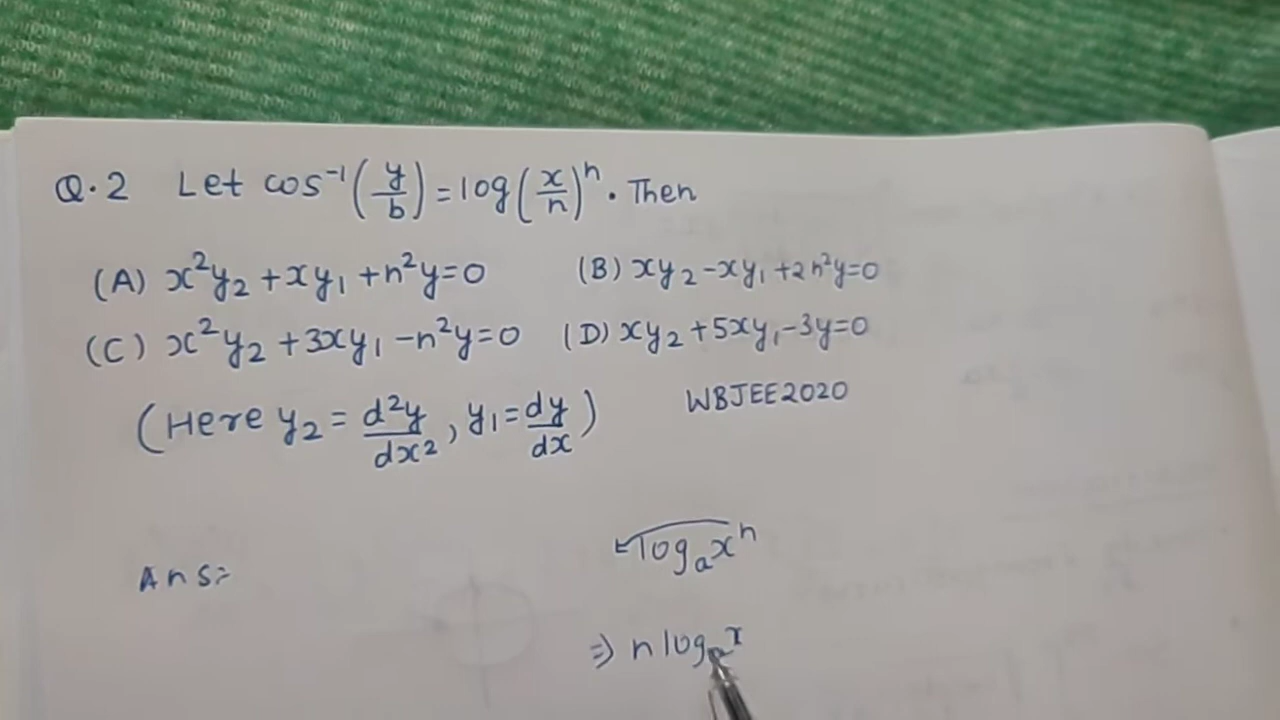 Q.2 Let cos⁻¹(y/b) = log(x/n)ⁿ. Then
(A) x²y₂ + xy₁ + n²y = 0 (B) xy₂ - xy₁ + 2n²y = 0
(C) x²y₂ + 3xy₁ - n²y = 0 (D) xy₂ + 5xy₁ - 3y = 0
(Here y₂ = d²y/dx², y₁ = dy/dx) WBJEE2020
logₐxⁿ
Ans:
⇒ n logₐx